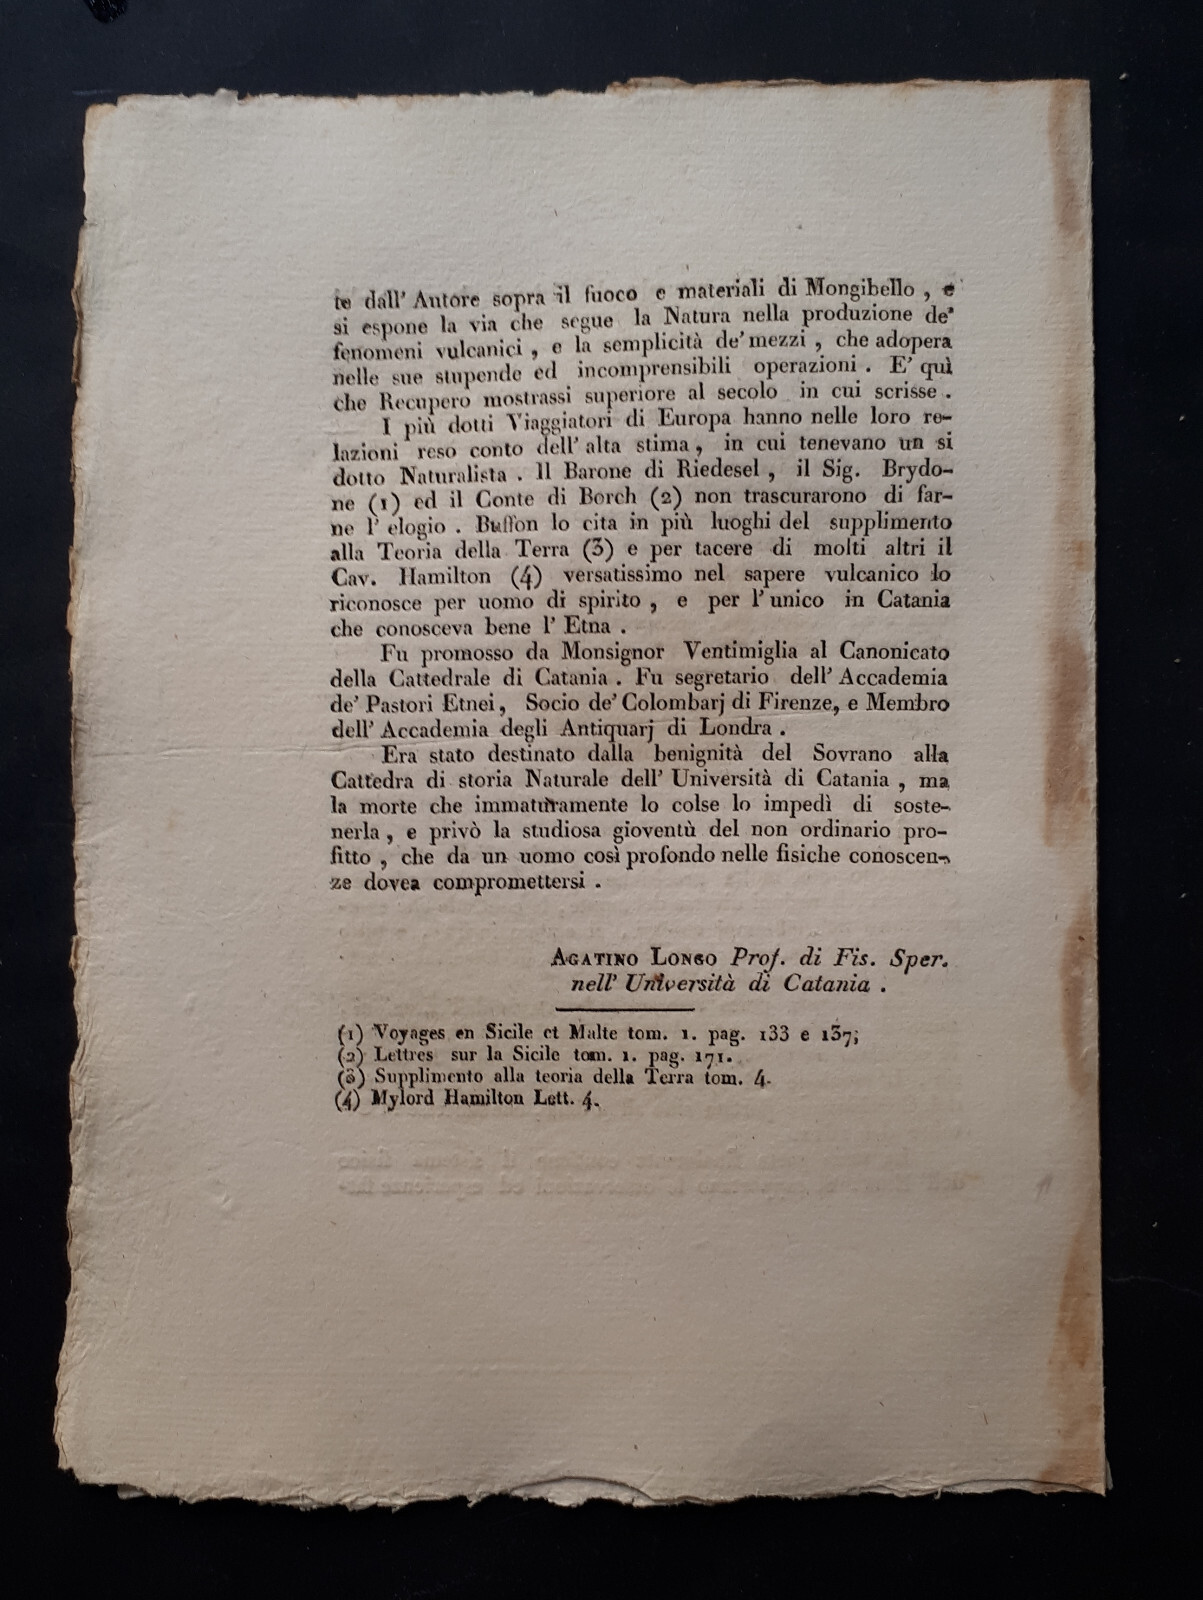 te dall' Autore sopra il fuoco e materiali di Mongibello , e
si espone la via che segue la Natura nella produzione de'
fenomeni vulcanici , e la semplicità de' mezzi , che adopera
nelle sue stupende ed incomprensibili operazioni . E' quì
che Recupero mostrassi superiore al secolo in cui scrisse .
I più dotti Viaggiatori di Europa hanno nelle loro re-
lazioni reso conto dell' alta stima , in cui tenevano un si
dotto Naturalista . Il Barone di Riedesel , il Sig. Brydo-
ne (1) ed il Conte di Borch (2) non trascurarono di far-
ne l' elogio . Buffon lo cita in più luoghi del supplimento
alla Teoria della Terra (3) e per tacere di molti altri il
Cav. Hamilton (4) versatissimo nel sapere vulcanico lo
riconosce per uomo di spirito , e per l' unico in Catania
che conosceva bene l' Etna .
Fu promosso da Monsignor Ventimiglia al Canonicato
della Cattedrale di Catania . Fu segretario dell' Accademia
de' Pastori Etnei , Socio de' Colombarj di Firenze, e Membro
dell' Accademia degli Antiquarj di Londra .
Era stato destinato dalla benignità del Sovrano alla
Cattedra di storia Naturale dell' Università di Catania , ma
la morte che immaturamente lo colse lo impedì di soste-
nerla , e privò la studiosa gioventù del non ordinario pro-
fitto , che da un uomo così profondo nelle fisiche conoscen-
ze dovea compromettersi .
AGATINO LONGO Prof. di Fis. Sper.
nell' Università di Catania .
(1) Voyages en Sicile et Malte tom. 1. pag. 133 e 137;
(2) Lettres sur la Sicile tom. 1. pag. 171.
(3) Supplimento alla teoria della Terra tom. 4.
(4) Mylord Hamilton Lett. 4.